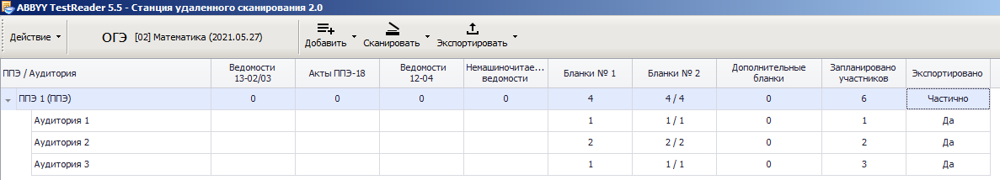 ABBYY TestReader 5.5 - Станция удаленного сканирования 2.0
Действие ОГЭ [02] Математика (2021.05.27) Добавить Сканировать Экспортировать
ППЭ / Аудитория Ведомости 13-02/03 Акты ППЭ-18 Ведомости 12-04 Немашиночитае... ведомости Бланки № 1 Бланки № 2 Дополнительные бланки Запланировано участников Экспортировано
ППЭ 1 (ППЭ) 0 0 0 0 4 4 / 4 0 6 Частично
Аудитория 1 1 1 / 1 0 1 Да
Аудитория 2 2 2 / 2 0 2 Да
Аудитория 3 1 1 / 1 0 3 Да